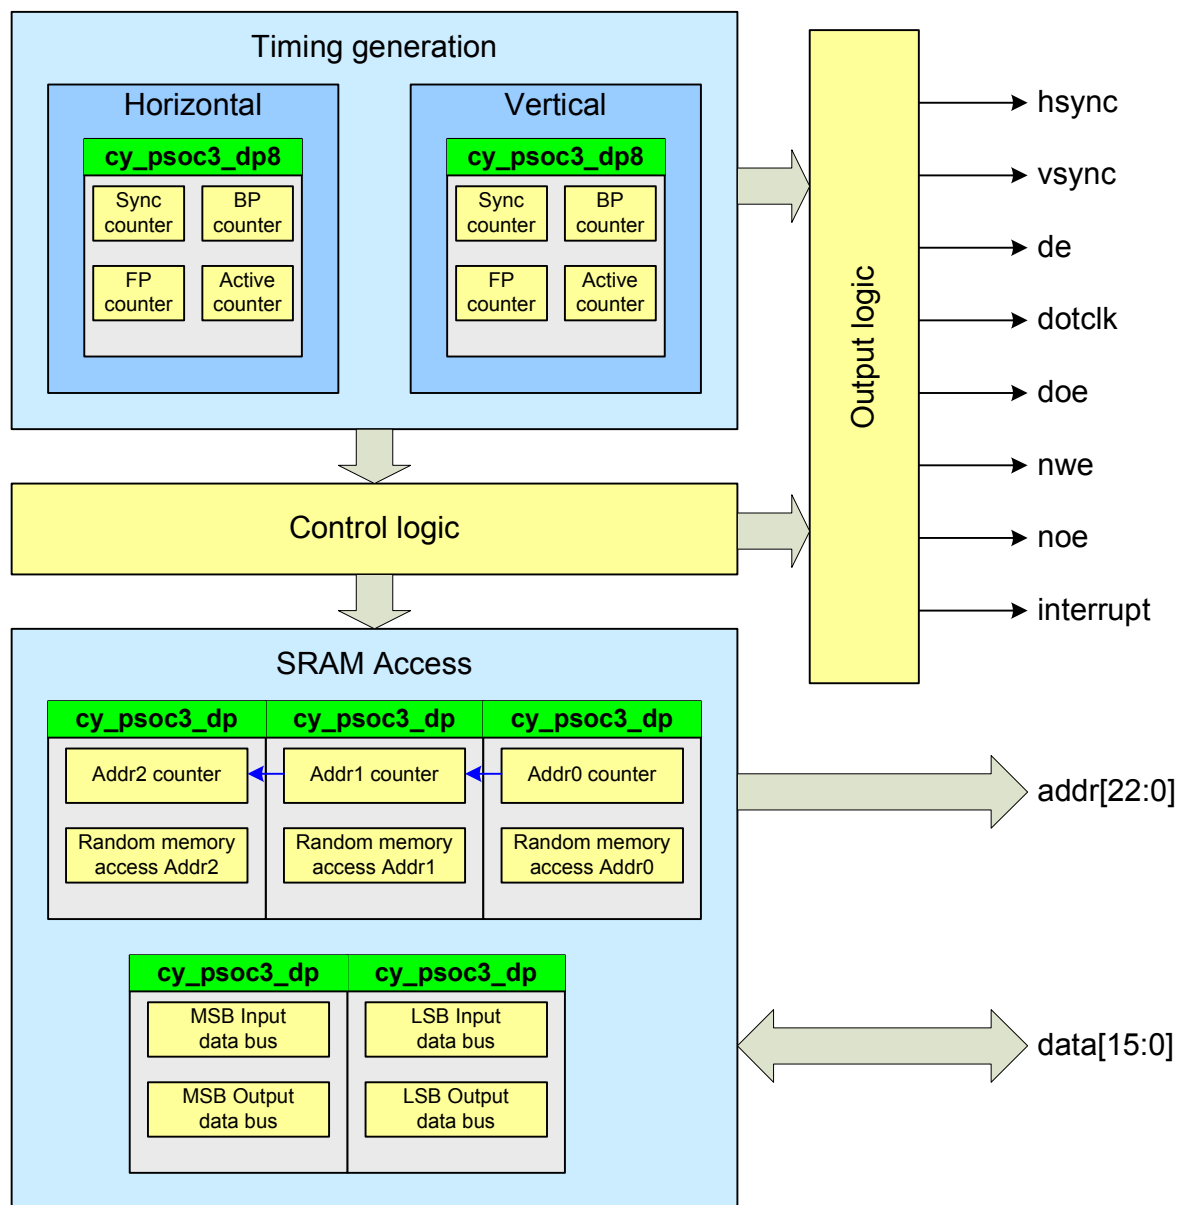 Timing generation
Horizontal
cy_psoc3_dp8
Sync
counter
BP
counter
FP
counter
Active
counter
Vertical
cy_psoc3_dp8
Sync
counter
BP
counter
FP
counter
Active
counter
Control logic
Output logic
hsync
vsync
de
dotclk
doe
nwe
noe
interrupt
SRAM Access
cy_psoc3_dp
cy_psoc3_dp
cy_psoc3_dp
Addr2 counter
Addr1 counter
Addr0 counter
Random memory
access Addr2
Random memory
access Addr1
Random memory
access Addr0
addr[22:0]
cy_psoc3_dp
cy_psoc3_dp
MSB Input
data bus
LSB Input
data bus
MSB Output
data bus
LSB Output
data bus
data[15:0]